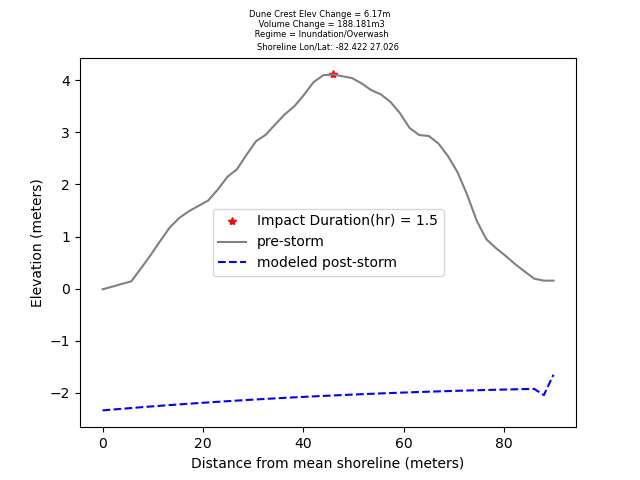 Dune Crest Elev Change = 6.17m
Volume Change = 188.181m3
Regime = Inundation/Overwash
Shoreline Lon/Lat: -82.422 27.026
4
3
2
1
0
−1
−2
Elevation (meters)
Impact Duration(hr) = 1.5
pre-storm
modeled post-storm
0
20
40
60
80
Distance from mean shoreline (meters)